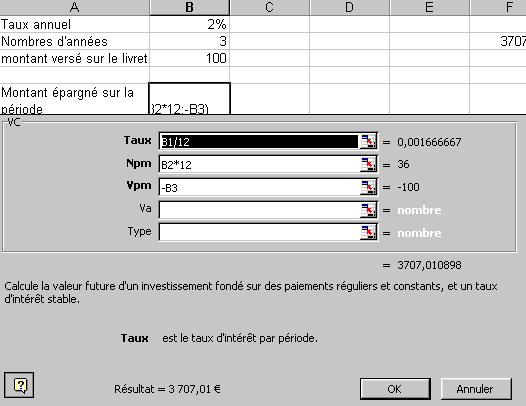 A B C D E F
Taux annuel 2%
Nombres d'années 3 3707
montant versé sur le livret 100
Montant épargné sur la
période B2*12;-B3)
VC
Taux B1/12 = 0,001666667
Npm B2*12 = 36
Vpm -B3 = -100
Va = nombre
Type = nombre
= 3707,010898
Calcule la valeur future d'un investissement fondé sur des paiements réguliers et constants, et un taux
d'intérêt stable.
Taux est le taux d'intérêt par période.
? Résultat = 3 707,01 € OK Annuler